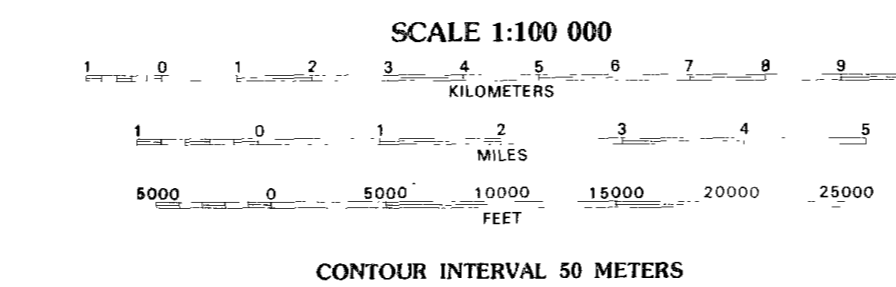 SCALE 1:100 000
1 0 1 2 3 4 5 6 7 8 9
KILOMETERS
1 0 1 2 3 4 5
MILES
5000 0 5000 10000 15000 20000 25000
FEET
CONTOUR INTERVAL 50 METERS